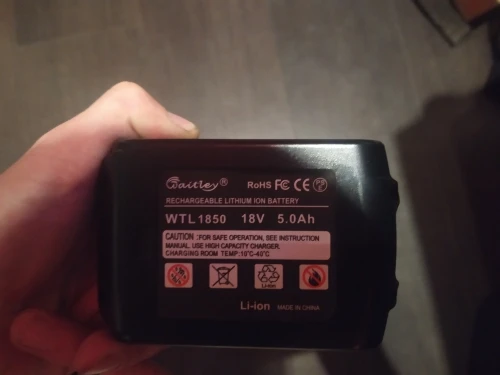 Waitley® RoHS FC CE
RECHARGEABLE LITHIUM ION BATTERY
WTL1850 18V 5.0Ah
CAUTION :FOR SAFE OPERATION, SEE INSTRUCTION
MANUAL. USE HIGH CAPACITY CHARGER.
CHARGING ROOM TEMP:10°C-40°C
Li-ion
Li-ion MADE IN CHINA